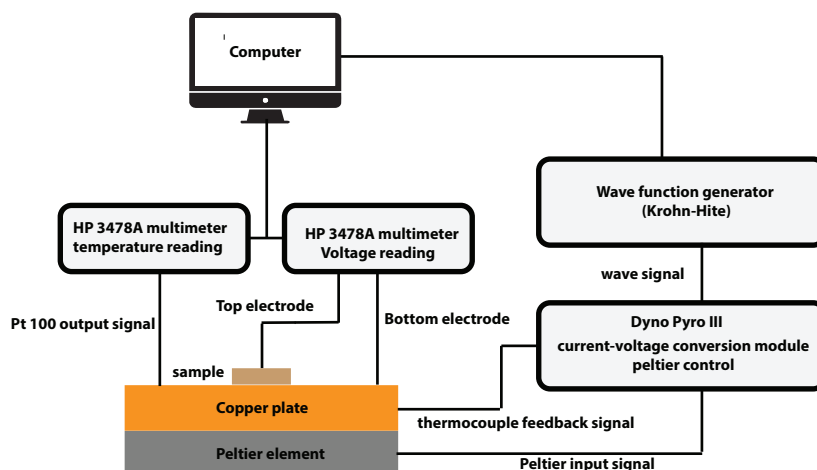 Computer
Wave function generator
(Krohn-Hite)
HP 3478A multimeter
temperature reading
HP 3478A multimeter
Voltage reading
wave signal
Top electrode
Pt 100 output signal
Bottom electrode
Dyno Pyro III
current-voltage conversion module
peltier control
sample
Copper plate
thermocouple feedback signal
Peltier element
Peltier input signal